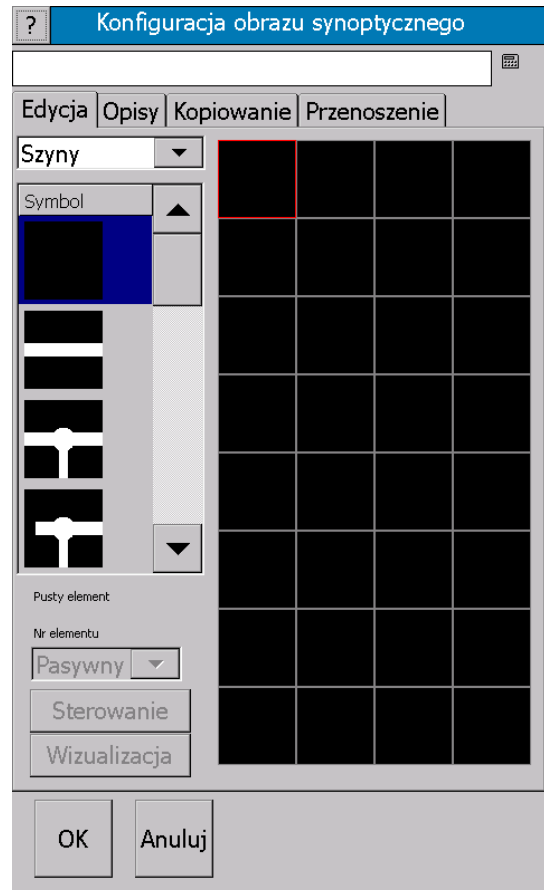 ? Konfiguracja obrazu synoptycznego
Edycja Opisy Kopiowanie Przenoszenie
Szyny
Symbol
Pusty element
Nr elementu
Pasywny
Sterowanie
Wizualizacja
OK Anuluj